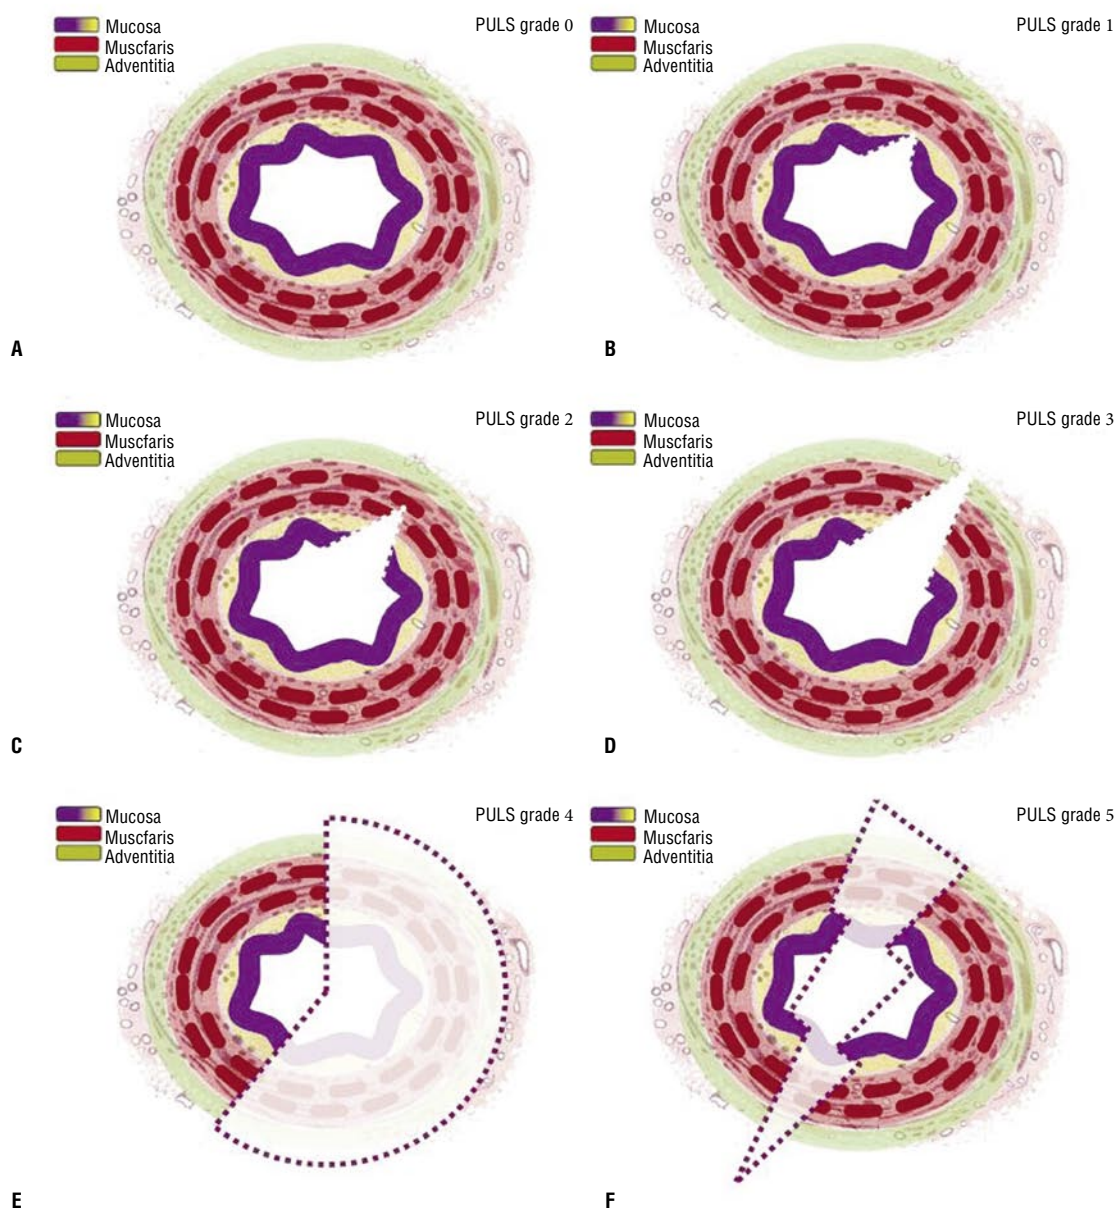 PULS grade 0
Mucosa
Muscfaris
Adventitia
A
PULS grade 1
Mucosa
Muscfaris
Adventitia
B
PULS grade 2
Mucosa
Muscfaris
Adventitia
C
PULS grade 3
Mucosa
Muscfaris
Adventitia
D
PULS grade 4
Mucosa
Muscfaris
Adventitia
E
PULS grade 5
Mucosa
Muscfaris
Adventitia
F